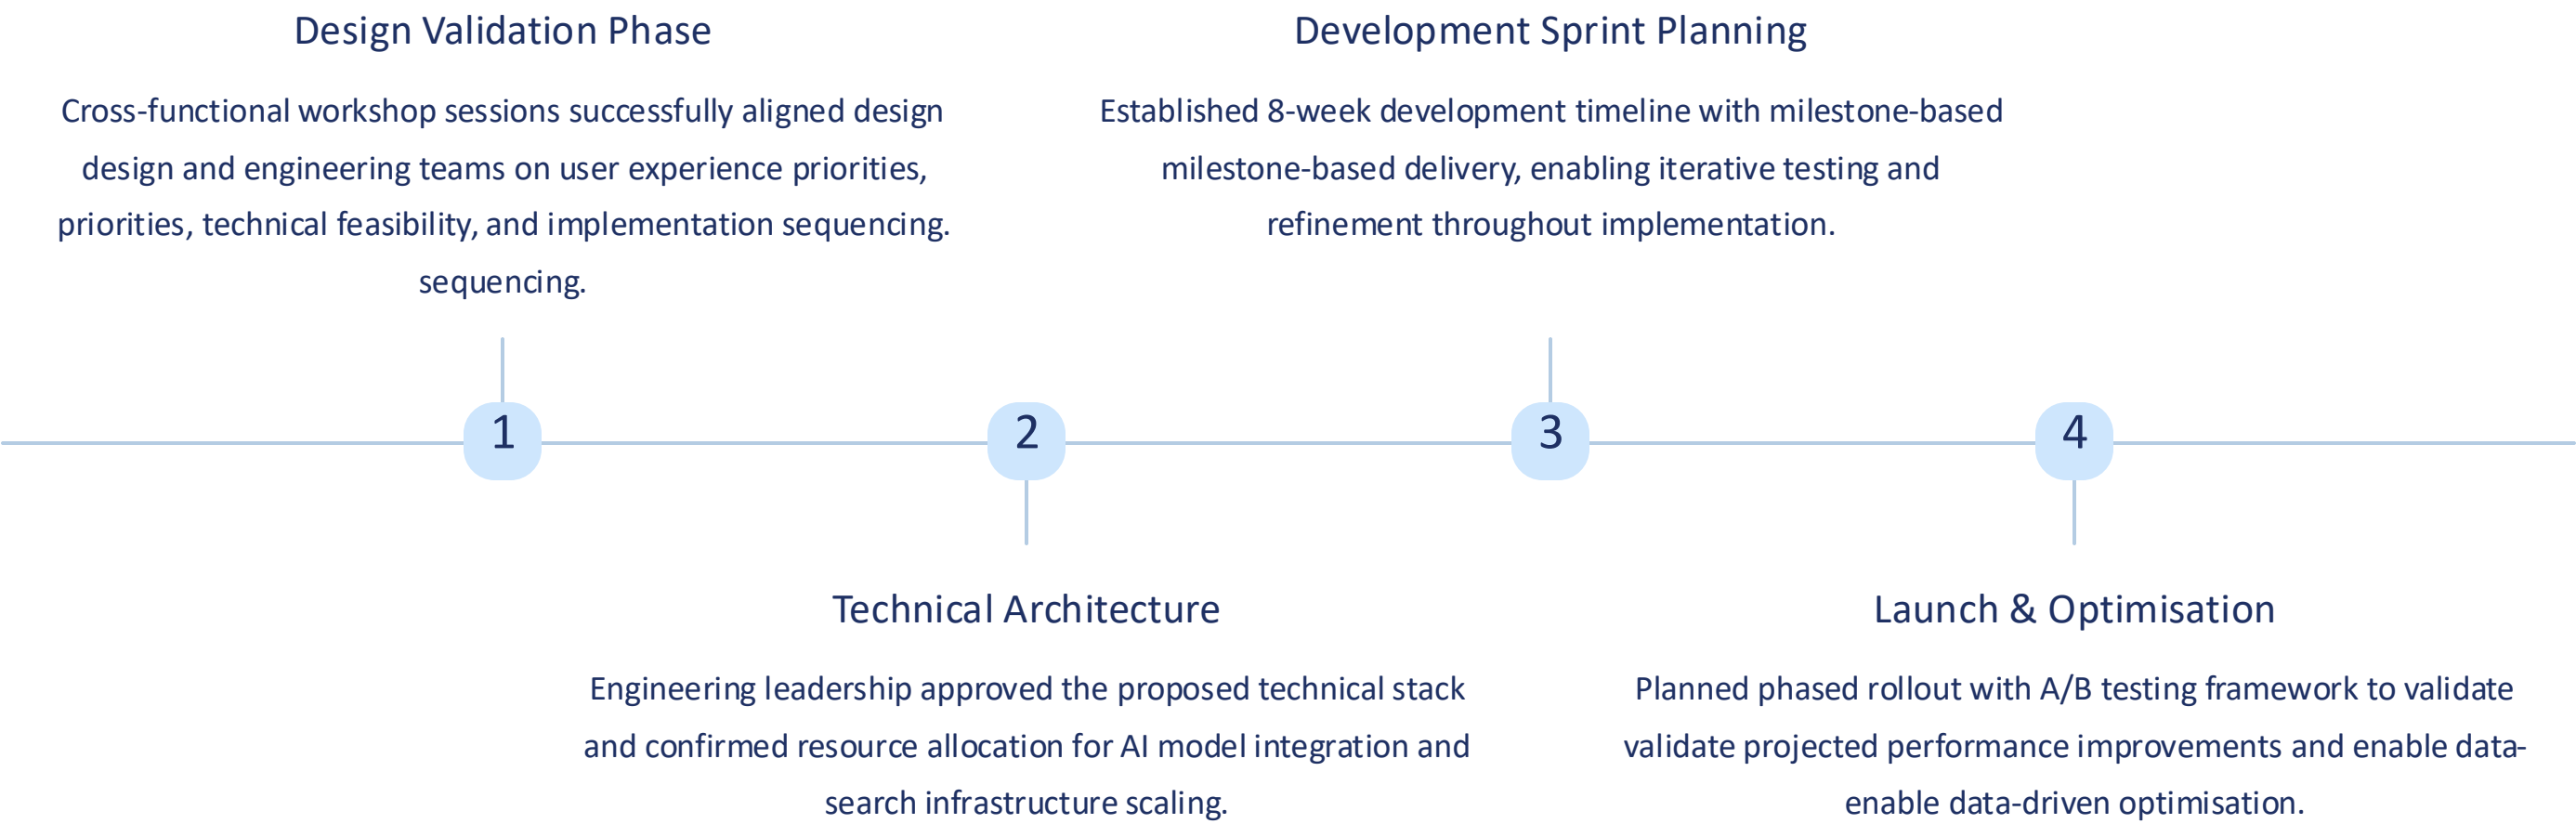 Design Validation Phase
Cross-functional workshop sessions successfully aligned design
design and engineering teams on user experience priorities,
priorities, technical feasibility, and implementation sequencing.
sequencing.
Development Sprint Planning
Established 8-week development timeline with milestone-based
milestone-based delivery, enabling iterative testing and
refinement throughout implementation.
1
2
3
4
Technical Architecture
Engineering leadership approved the proposed technical stack
and confirmed resource allocation for AI model integration and
search infrastructure scaling.
Launch & Optimisation
Planned phased rollout with A/B testing framework to validate
validate projected performance improvements and enable data-
enable data-driven optimisation.